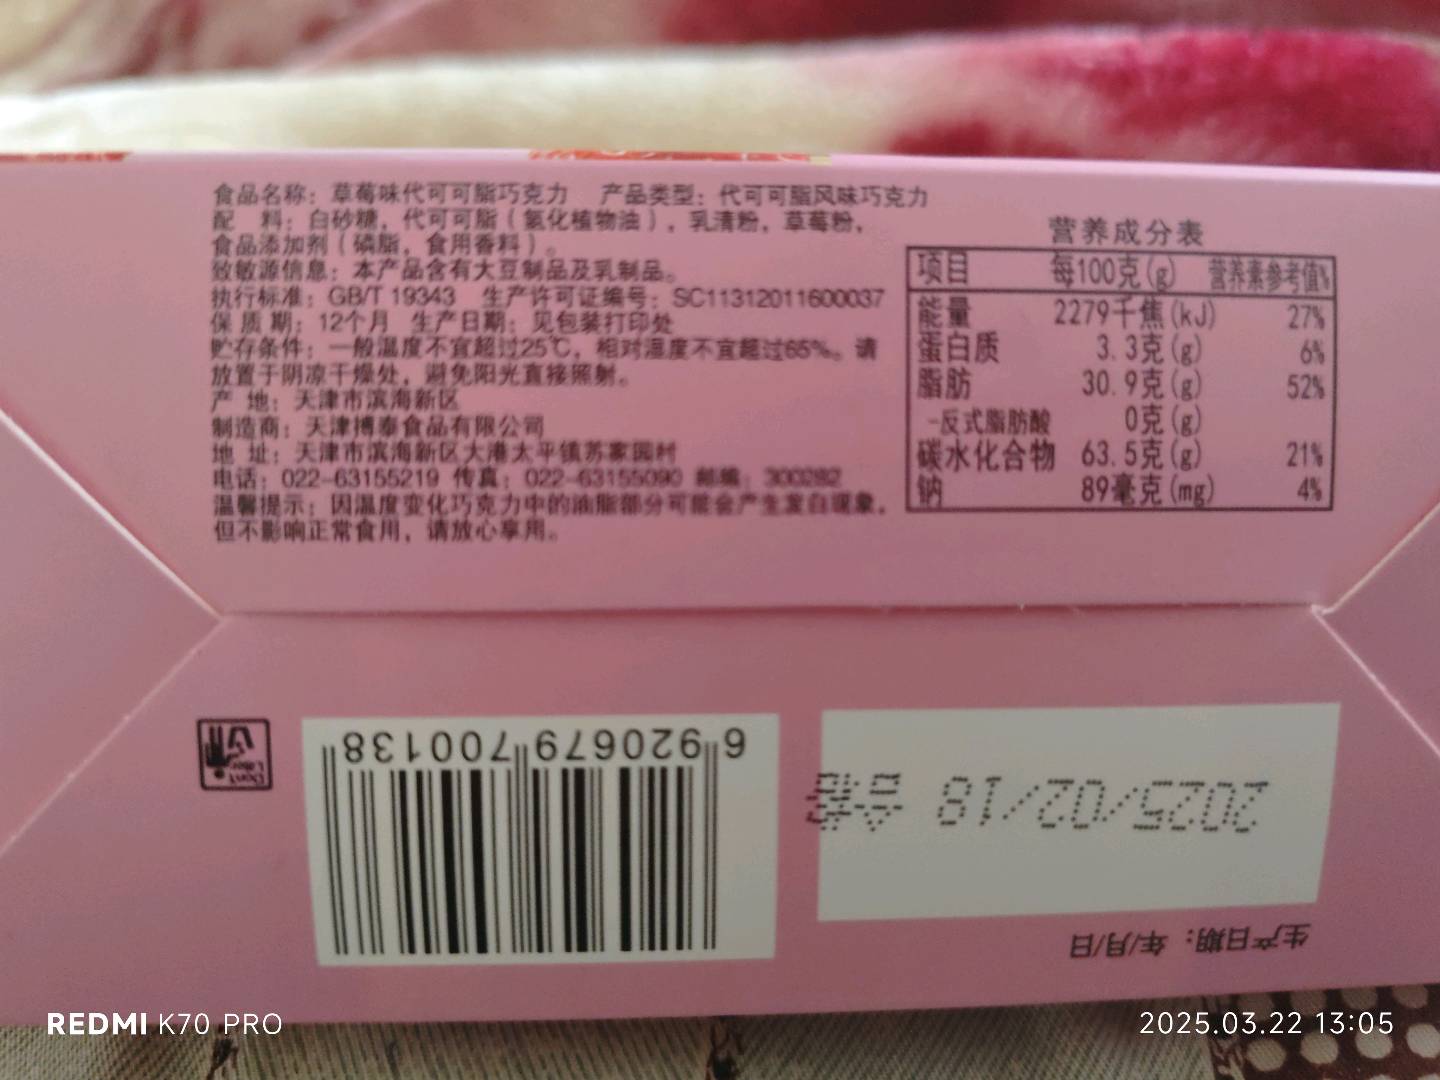 食品名称：草莓味代可可脂巧克力 产品类型：代可可脂风味巧克力
配 料：白砂糖，代可可脂（氢化植物油），乳清粉，草莓粉，
食品添加剂（磷脂，食用香料）。
致敏源信息：本产品含有大豆制品及乳制品。
执行标准：GB/T 19343 生产许可证编号：SC11312011600037
保 质 期：12个月 生产日期：见包装打印处
贮存条件：一般温度不宜超过25℃，相对湿度不宜超过65%。请
放置于阴凉干燥处，避免阳光直接照射。
产 地：天津市滨海新区
制造商：天津搏泰食品有限公司
地 址：天津市滨海新区大港太平镇苏家园村
电话：022-63155219 传真：022-63155090 邮编：300282
温馨提示：因温度变化巧克力中的油脂部分可能会产生发白现象，
但不影响正常食用，请放心享用。
营养成分表
项目 每100克(g) 营养素参考值%
能量 2279千焦(kJ) 27%
蛋白质 3.3克(g) 6%
脂肪 30.9克(g) 52%
-反式脂肪酸 0克(g)
碳水化合物 63.5克(g) 21%
钠 89毫克(mg) 4%
Don't
Litter
6 920679 700138
2025/02/18 合格
生产日期：年/月/日
REDMI K70 PRO
2025.03.22 13:05